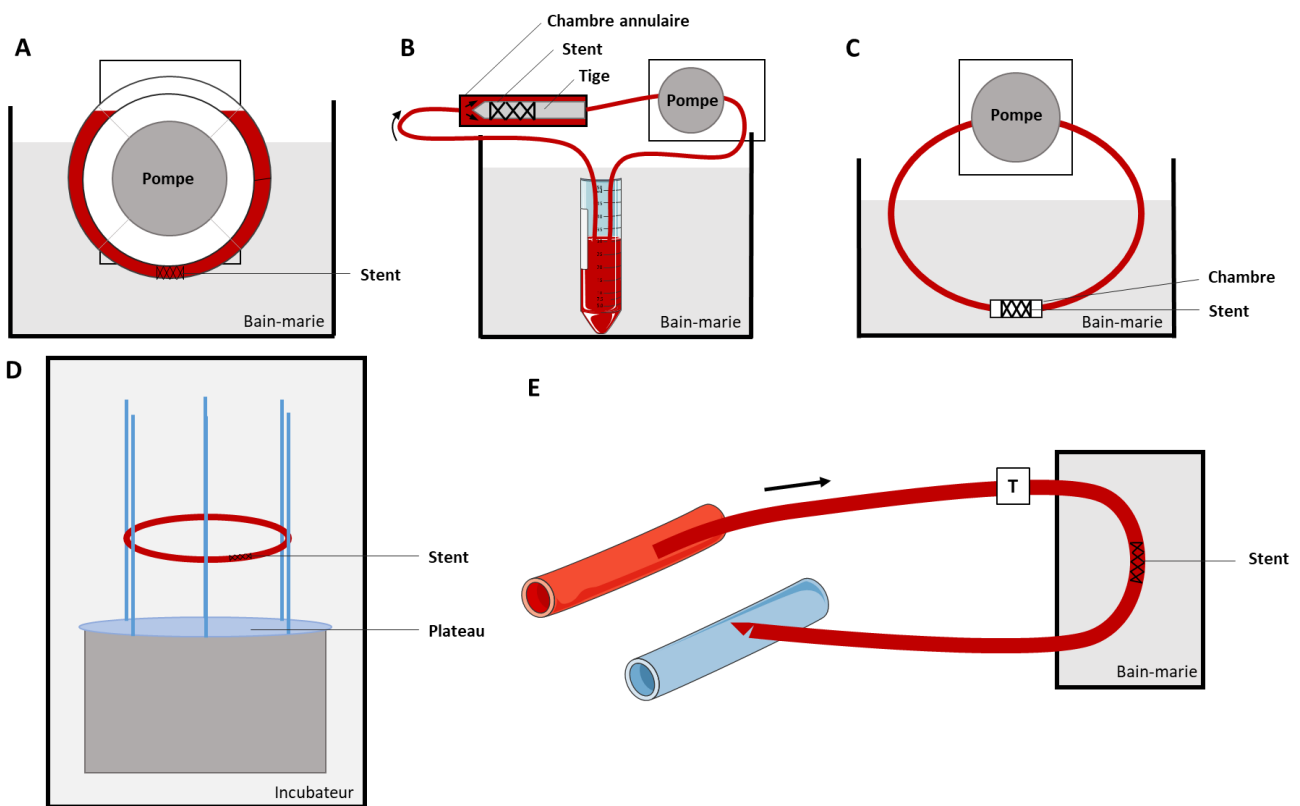 A
Pompe
Stent
Bain-marie
B
Chambre annulaire
Stent
Tige
Pompe
Bain-marie
C
Pompe
Chambre
Stent
Bain-marie
D
Stent
Plateau
Incubateur
E
T
Stent
Bain-marie